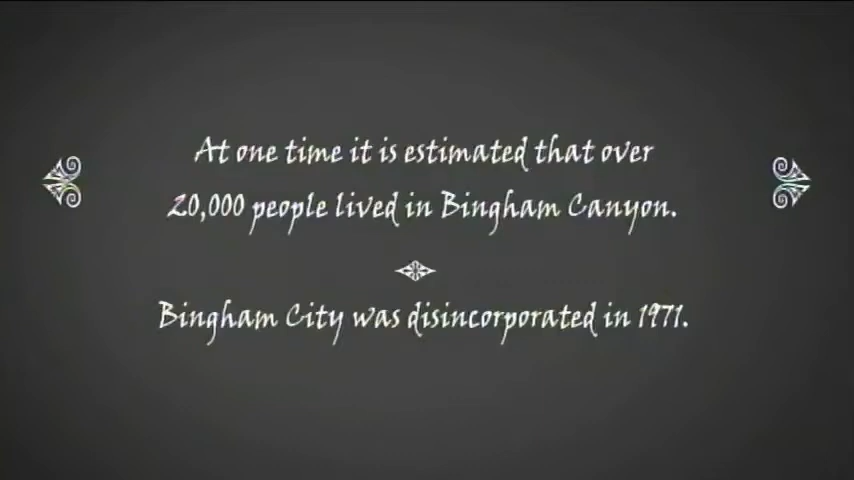 At one time it is estimated that over
20,000 people lived in Bingham Canyon.
Bingham City was disincorporated in 1971.